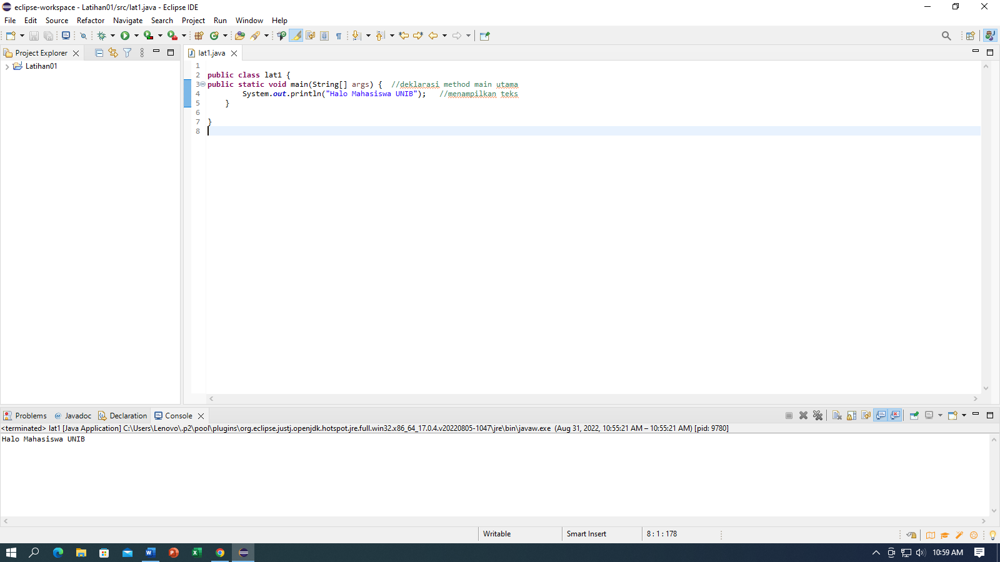 eclipse-workspace - Latihan01/src/lat1.java - Eclipse IDE
File Edit Source Refactor Navigate Search Project Run Window Help
Project Explorer
Latihan01
lat1.java
1
2 public class lat1 {
3 public static void main(String[] args) { //deklarasi method main utama
4 System.out.println("Halo Mahasiswa UNIB"); //menampilkan teks
5 }
6
7 }
8
Problems @ Javadoc Declaration Console
<terminated> lat1 [Java Application] C:\Users\Lenovo\.p2\pool\plugins\org.eclipse.justj.openjdk.hotspot.jre.full.win32.x86_64_17.0.4.v20220805-1047\jre\bin\javaw.exe (Aug 31, 2022, 10:55:21 AM – 10:55:21 AM) [pid: 9780]
Halo Mahasiswa UNIB
Writable Smart Insert 8 : 1 : 178
10:59 AM